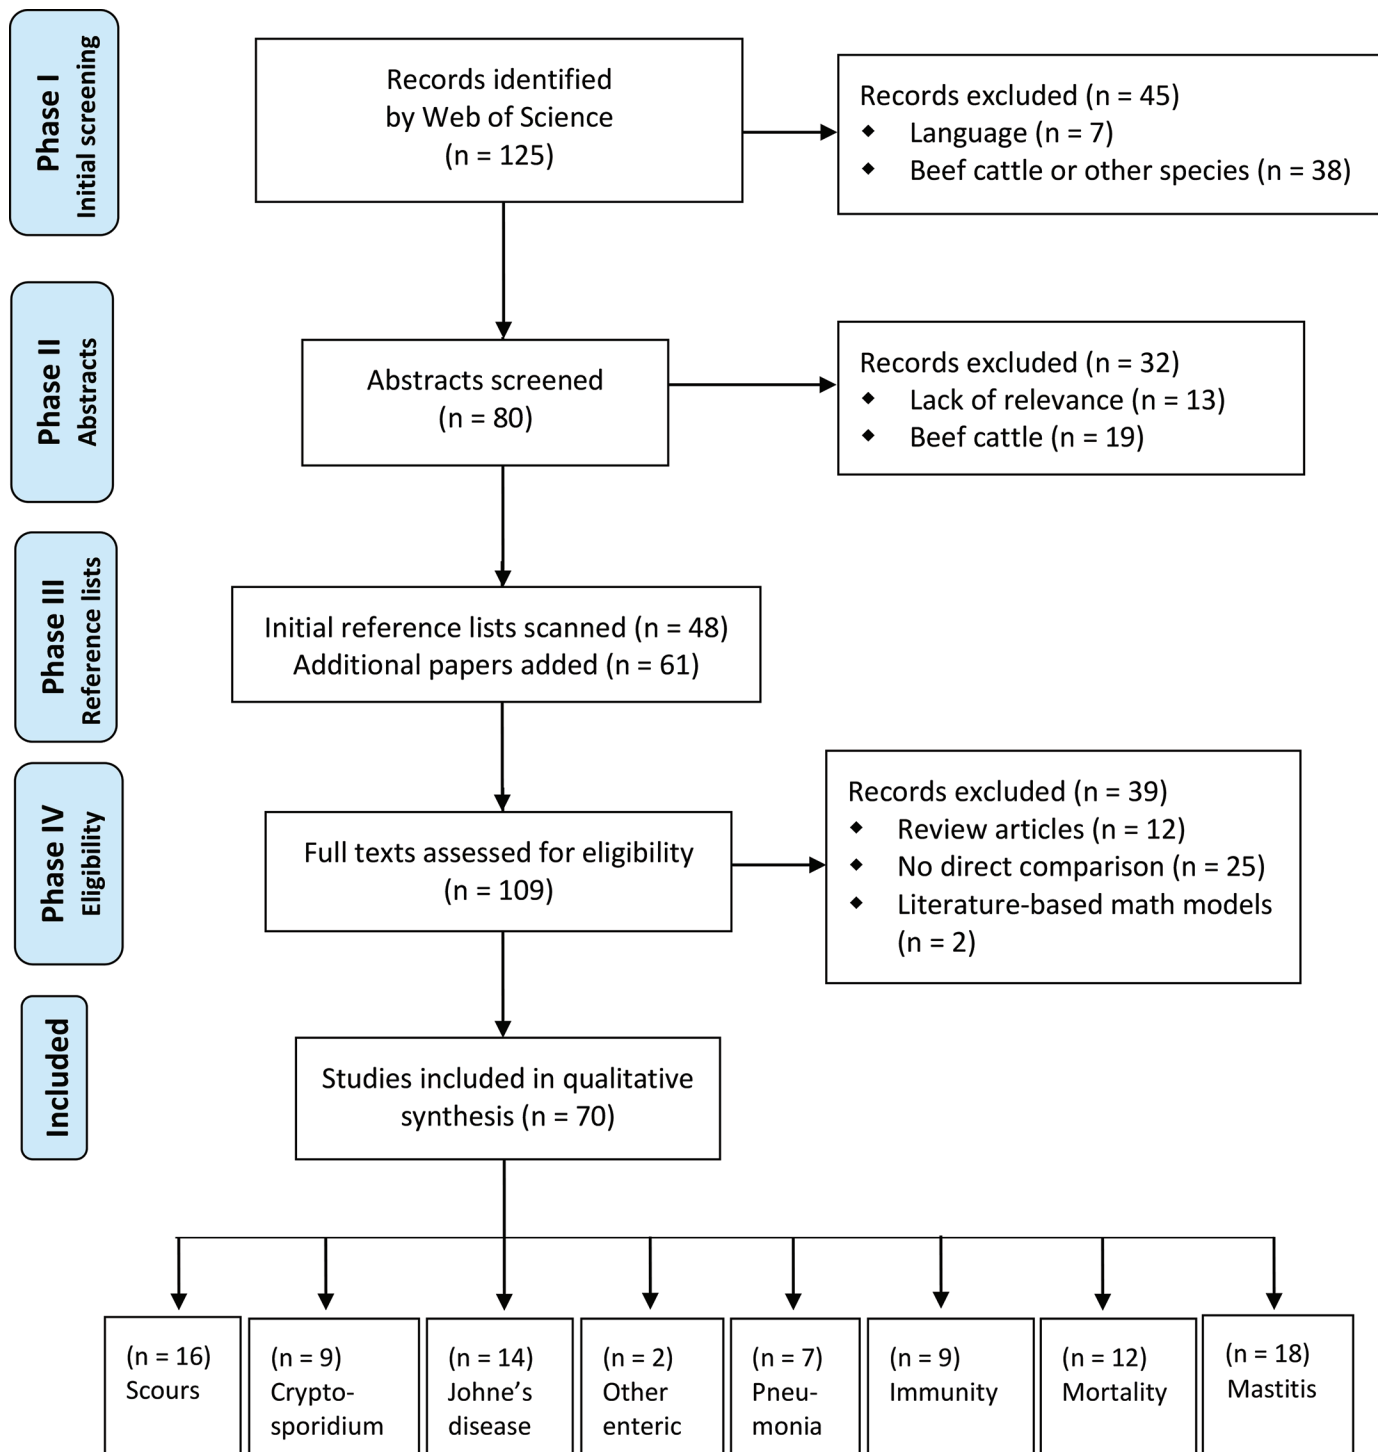 Phase I
Initial screening
Records identified
by Web of Science
(n = 125)
Records excluded (n = 45)
◆ Language (n = 7)
◆ Beef cattle or other species (n = 38)
Phase II
Abstracts
Abstracts screened
(n = 80)
Records excluded (n = 32)
◆ Lack of relevance (n = 13)
◆ Beef cattle (n = 19)
Phase III
Reference lists
Initial reference lists scanned (n = 48)
Additional papers added (n = 61)
Phase IV
Eligibility
Full texts assessed for eligibility
(n = 109)
Records excluded (n = 39)
◆ Review articles (n = 12)
◆ No direct comparison (n = 25)
◆ Literature-based math models
(n = 2)
Included
Studies included in qualitative
synthesis (n = 70)
(n = 16)
Scours
(n = 9)
Crypto-
sporidium
(n = 14)
Johne’s
disease
(n = 2)
Other
enteric
(n = 7)
Pneu-
monia
(n = 9)
Immunity
(n = 12)
Mortality
(n = 18)
Mastitis